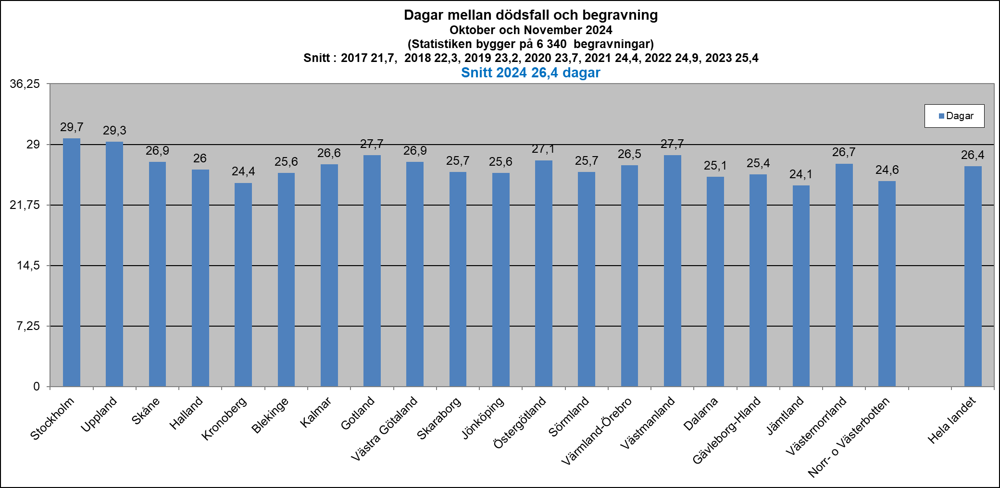 Dagar mellan dödsfall och begravning
Oktober och November 2024
(Statistiken bygger på 6 340  begravningar)
Snitt : 2017 21,7,  2018 22,3, 2019 23,2, 2020 23,7, 2021 24,4, 2022 24,9, 2023 25,4
Snitt 2024 26,4 dagar
36,25
29
21,75
14,5
7,25
0
Dagar
29,7
29,3
26,9
26
24,4
25,6
26,6
27,7
26,9
25,7
25,6
27,1
25,7
26,5
27,7
25,1
25,4
24,1
26,7
24,6
26,4
Stockholm
Uppland
Skåne
Halland
Kronoberg
Blekinge
Kalmar
Gotland
Västra Götaland
Skaraborg
Jönköping
Östergötland
Sörmland
Värmland-Örebro
Västmanland
Dalarna
Gävleborg-Hland
Jämtland
Västernorrland
Norr- o Västerbotten
Hela landet